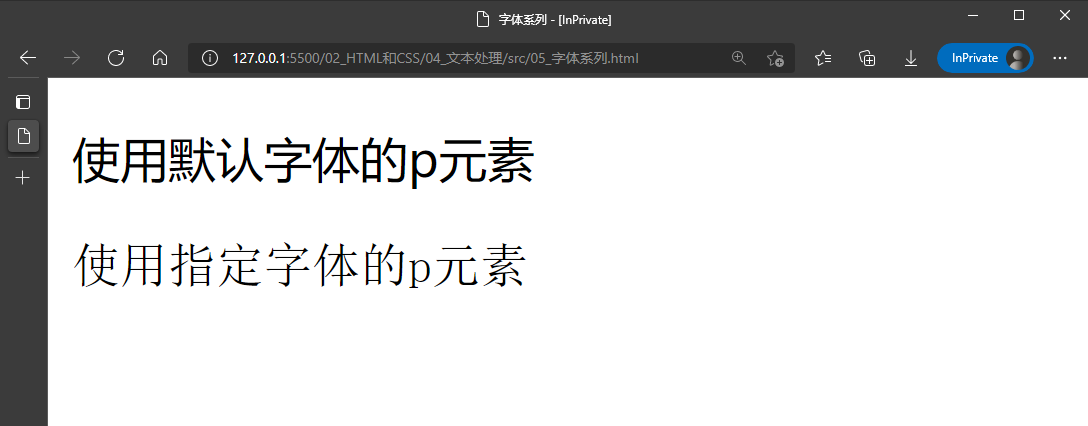 字体系列 - [InPrivate]
127.0.0.1:5500/02_HTML和CSS/04_文本处理/src/05_字体系列.html
InPrivate
使用默认字体的p元素
使用指定字体的p元素